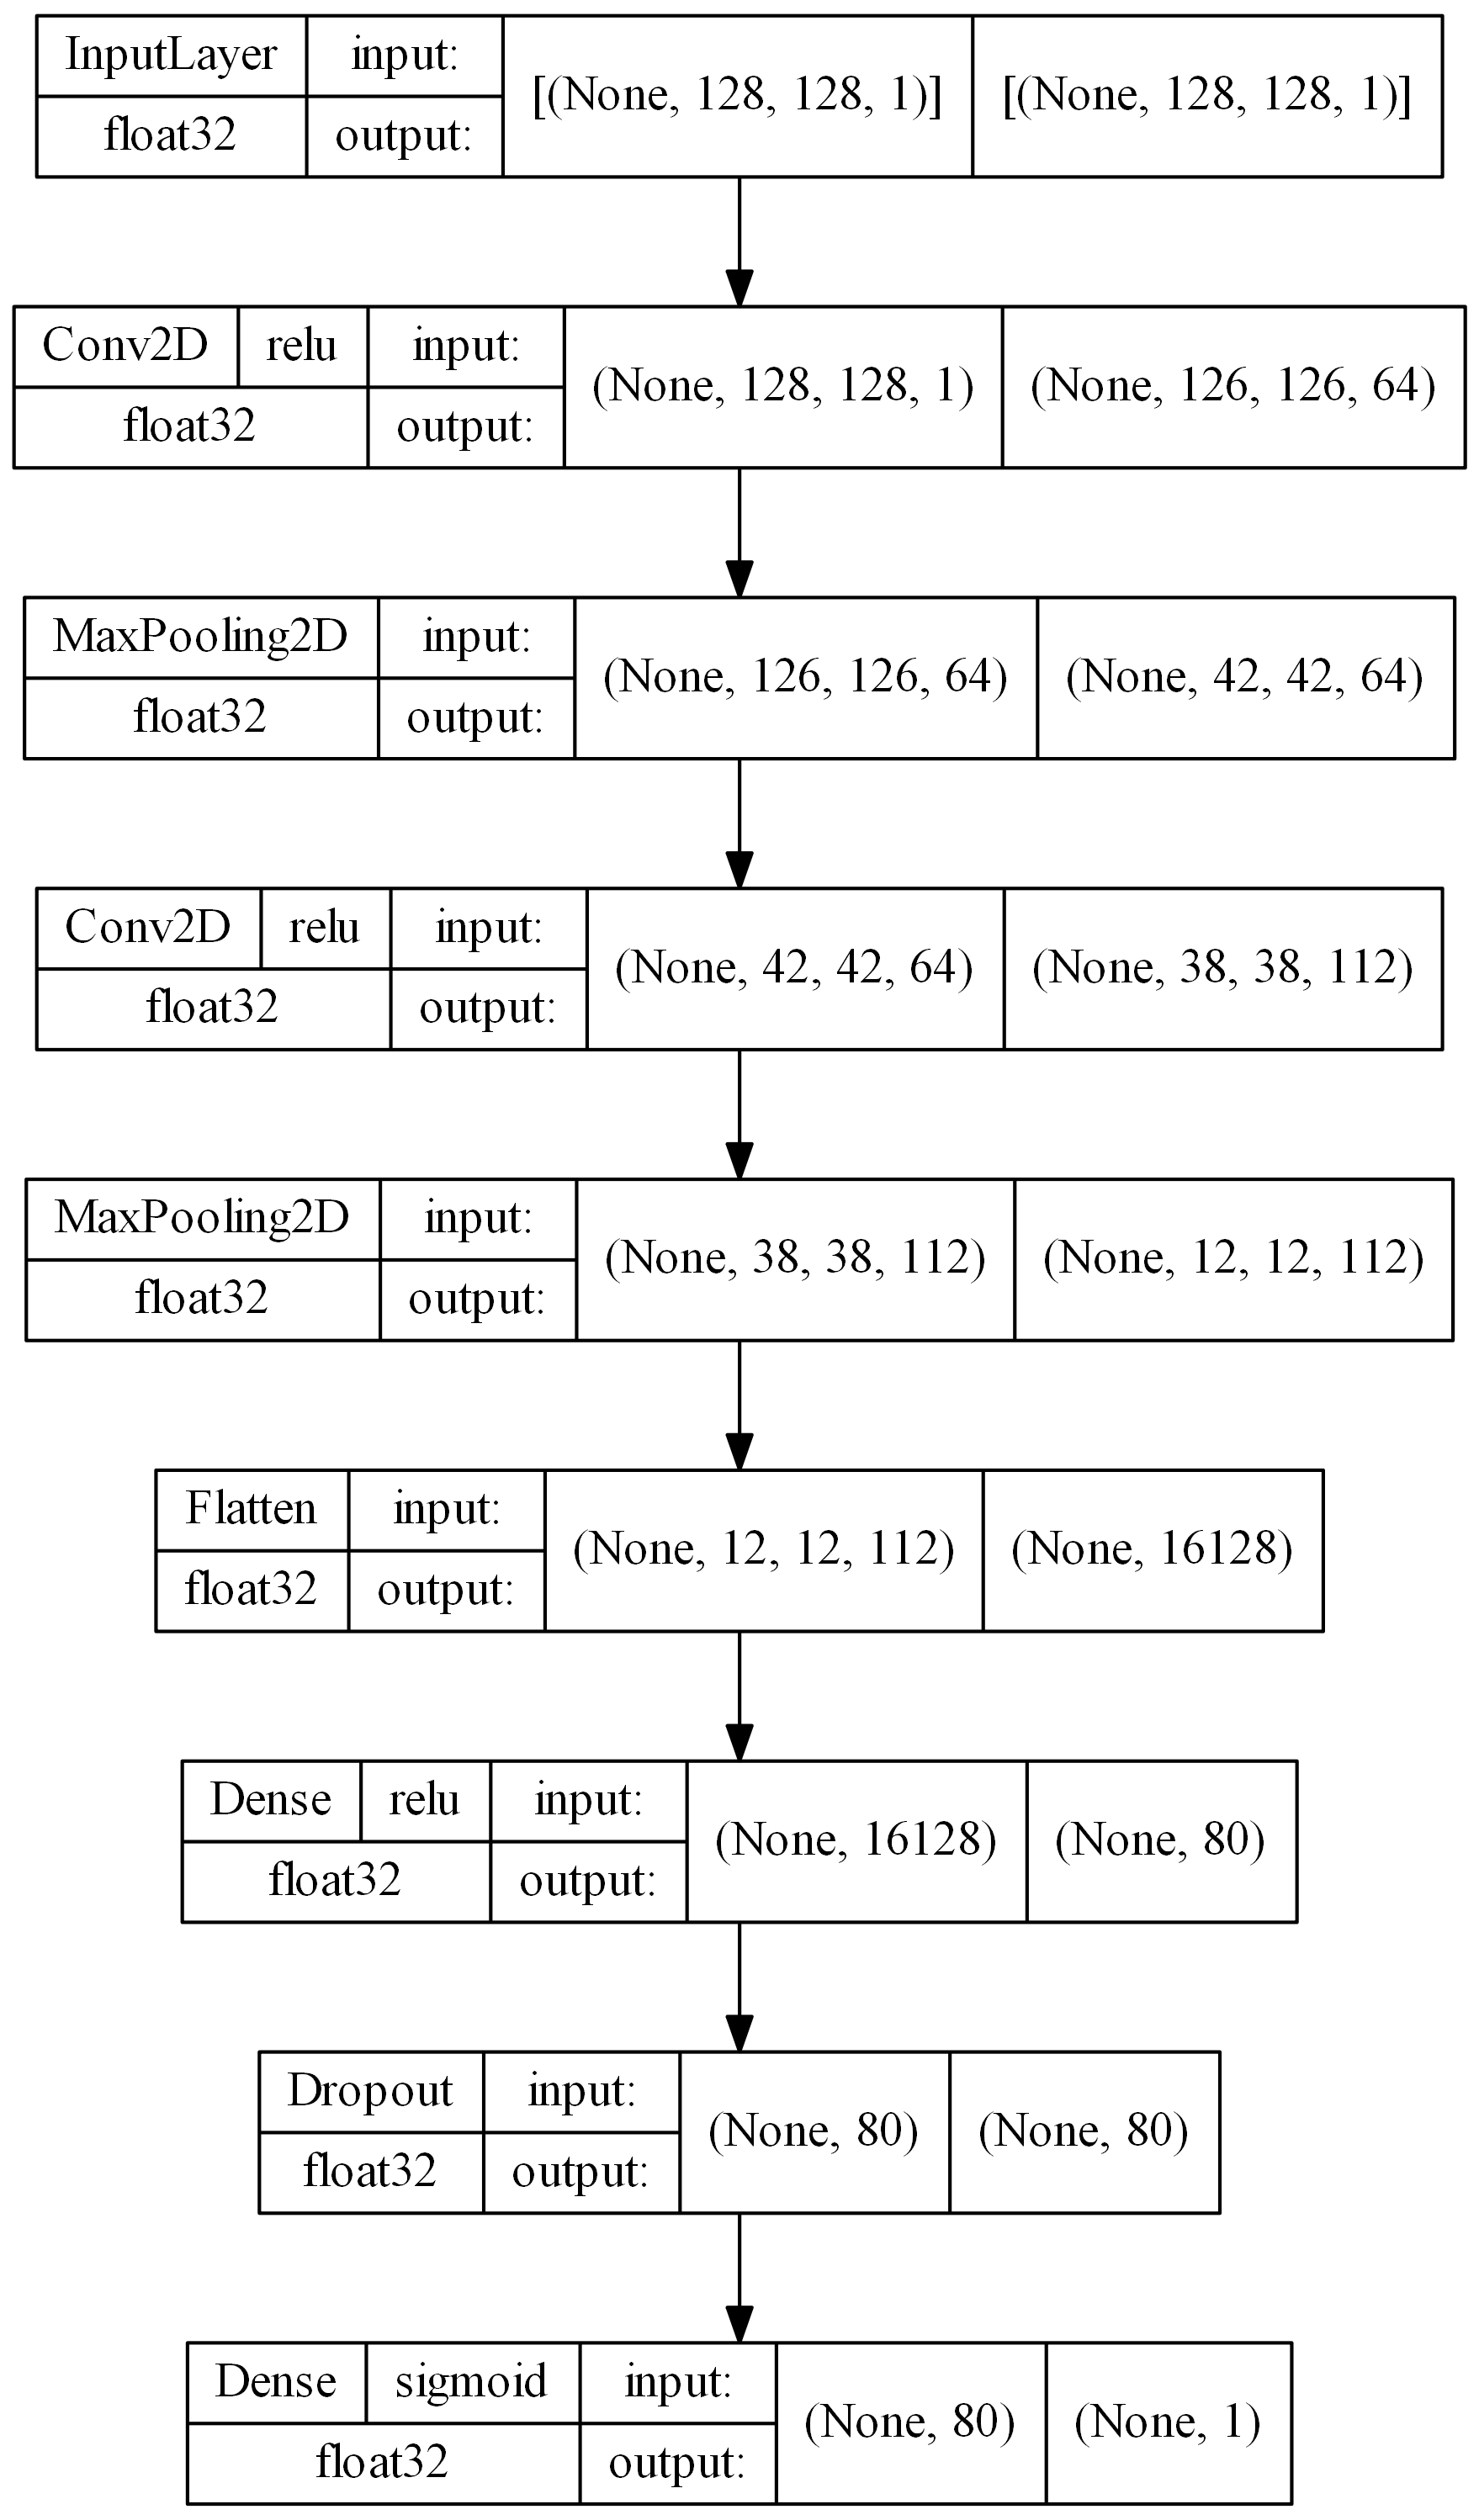 InputLayer input: [(None, 128, 128, 1)] [(None, 128, 128, 1)]
float32 output:
Conv2D relu input: (None, 128, 128, 1) (None, 126, 126, 64)
float32 output:
MaxPooling2D input: (None, 126, 126, 64) (None, 42, 42, 64)
float32 output:
Conv2D relu input: (None, 42, 42, 64) (None, 38, 38, 112)
float32 output:
MaxPooling2D input: (None, 38, 38, 112) (None, 12, 12, 112)
float32 output:
Flatten input: (None, 12, 12, 112) (None, 16128)
float32 output:
Dense relu input: (None, 16128) (None, 80)
float32 output:
Dropout input: (None, 80) (None, 80)
float32 output:
Dense sigmoid input: (None, 80) (None, 1)
float32 output: